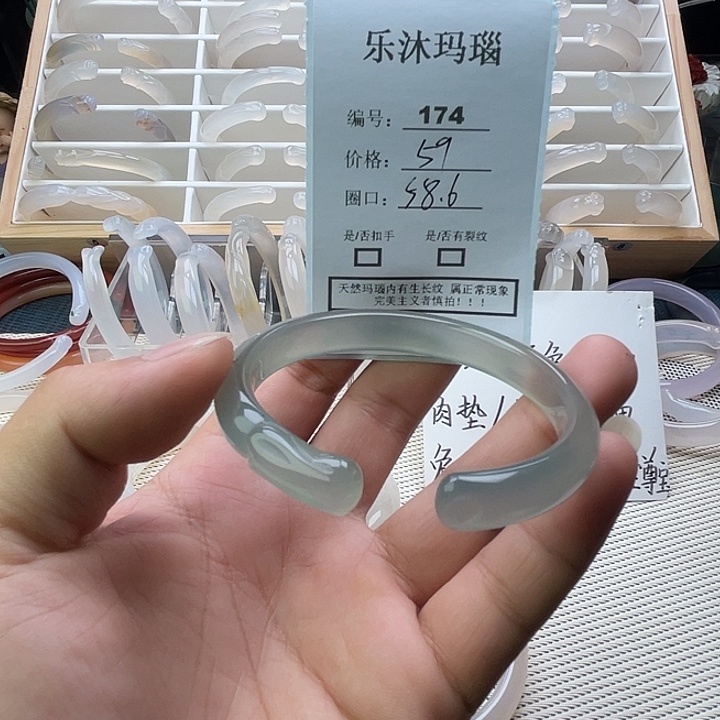 乐沐玛瑙
编号: 174
价格: 59
圈口: 58.6
是/否扣手 是/否有裂纹
天然玛瑙内有生长纹 属正常现象
完美主义者慎拍!!!
肉垫/